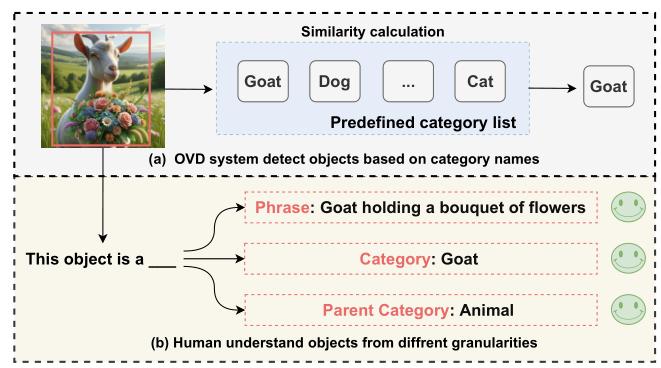 Similarity calculation
Goat Dog ... Cat Goat
Predefined category list
(a) OVD system detect objects based on category names
Phrase: Goat holding a bouquet of flowers
This object is a ___
Category: Goat
Parent Category: Animal
(b) Human understand objects from diffrent granularities